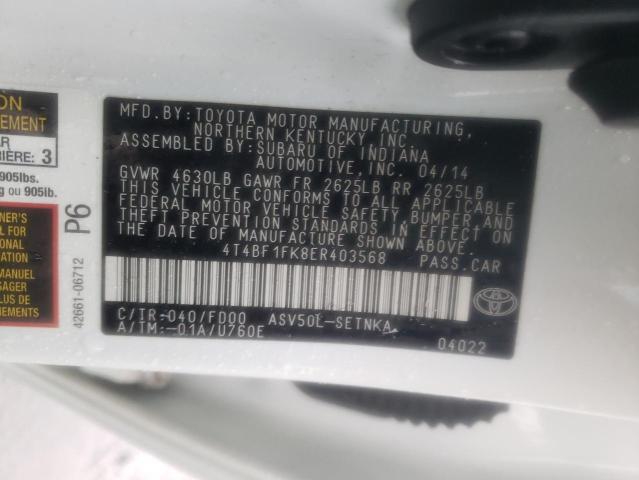 ON
EMENT
AR
IÈRE: 3
905lbs.
g ou 905lb.
NER'S
L FOR
ONAL
ATION
MANUEL
SAGER
LUS DE
ATION
P6
42661-06712
MFD.BY:TOYOTA MOTOR MANUFACTURING,
NORTHERN KENTUCKY,INC.
ASSEMBLED BY:SUBARU OF INDIANA
AUTOMOTIVE,INC. 04/14
GVWR 4630LB GAWR FR 2625LB RR 2625LB
THIS VEHICLE CONFORMS TO ALL APPLICABLE
FEDERAL MOTOR VEHICLE SAFETY,BUMPER,AND
THEFT PREVENTION STANDARDS IN EFFECT ON
THE DATE OF MANUFACTURE SHOWN ABOVE.
4T4BF1FK8ER403568 PASS.CAR
C/TR:040/FD00 ASV50L-SETNKA
A/TM:-01A/U760E
04022